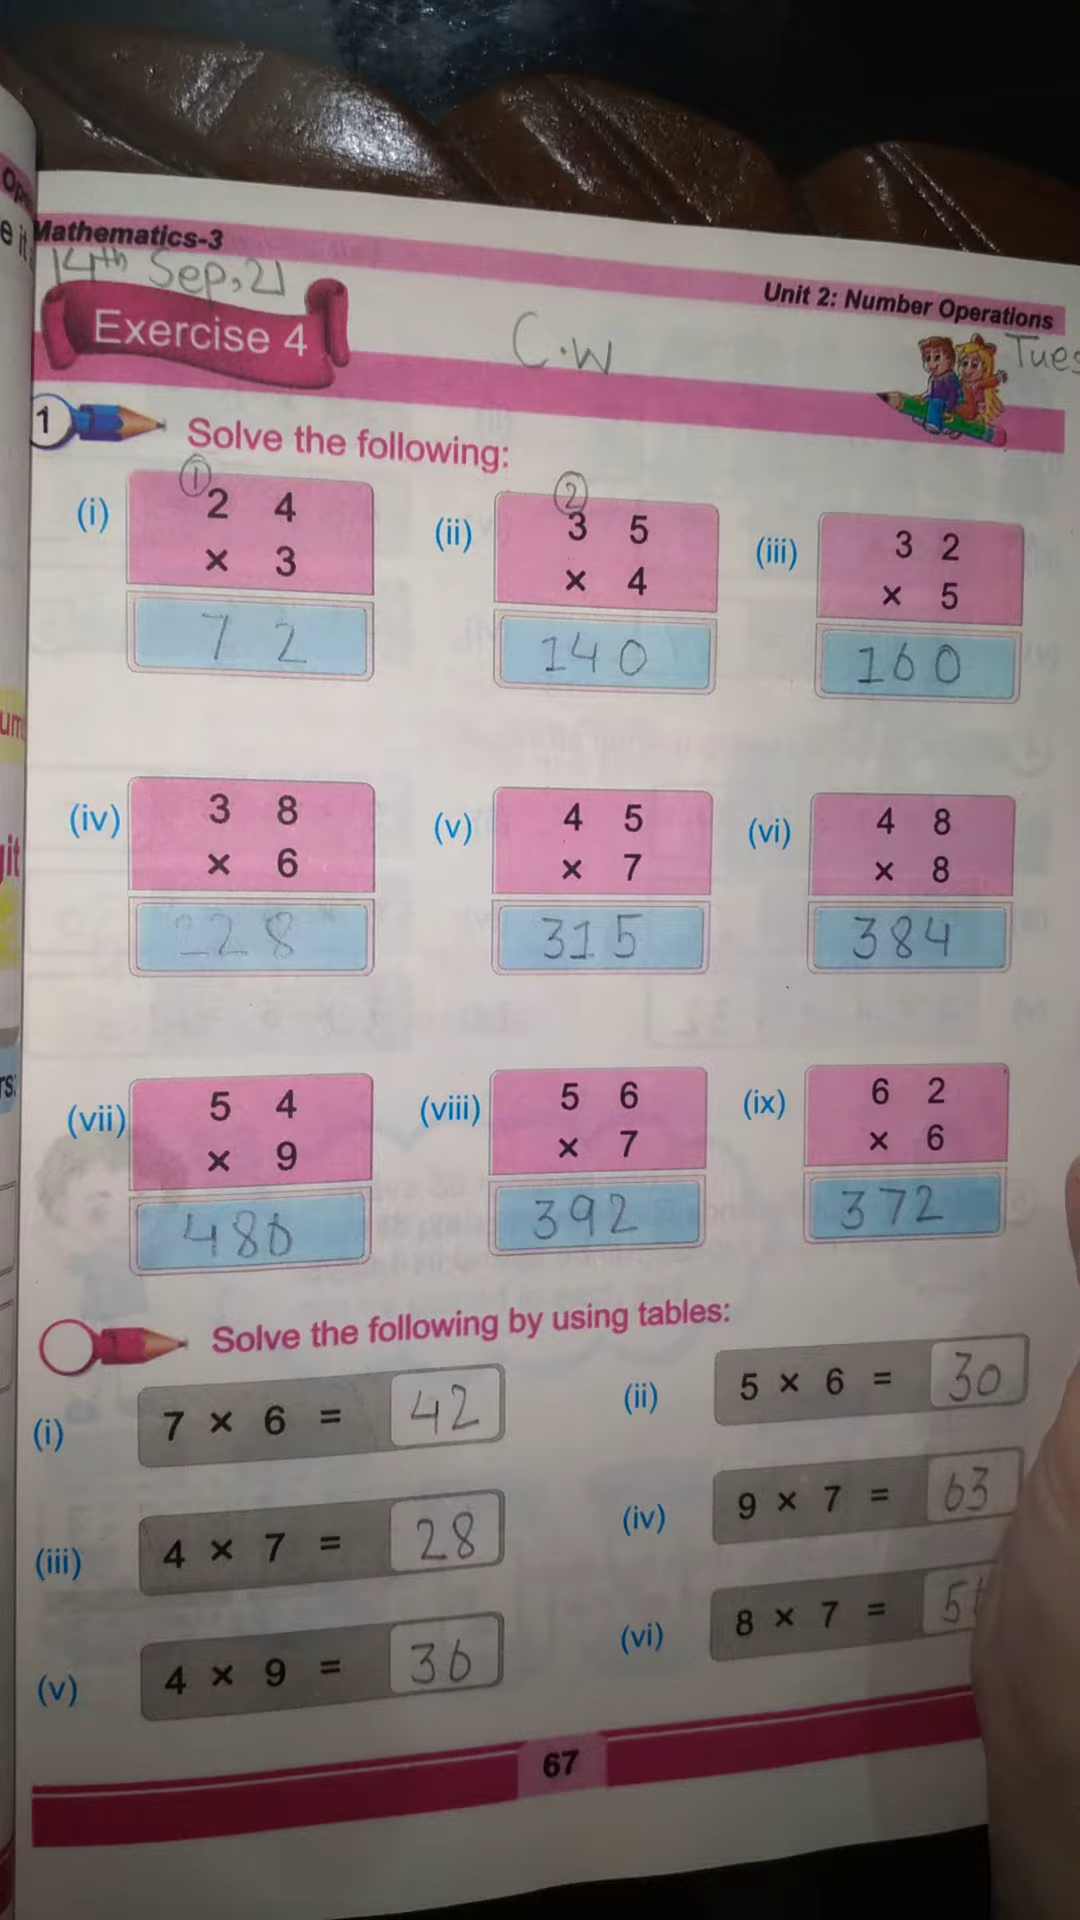 Mathematics-3
14th Sep, 21
Unit 2: Number Operations
Exercise 4
C.W
1
Solve the following:
(i)
1
2 4
× 3
7 2
(ii)
2
3 5
× 4
140
(iii)
3 2
× 5
160
(iv)
3 8
× 6
228
(v)
4 5
× 7
315
(vi)
4 8
× 8
384
(vii)
5 4
× 9
486
(viii)
5 6
× 7
392
(ix)
6 2
× 6
372
Solve the following by using tables:
(i) 7 × 6 = 42
(ii) 5 × 6 = 30
(iii) 4 × 7 = 28
(iv) 9 × 7 = 63
(v) 4 × 9 = 36
(vi) 8 × 7 = 5
67